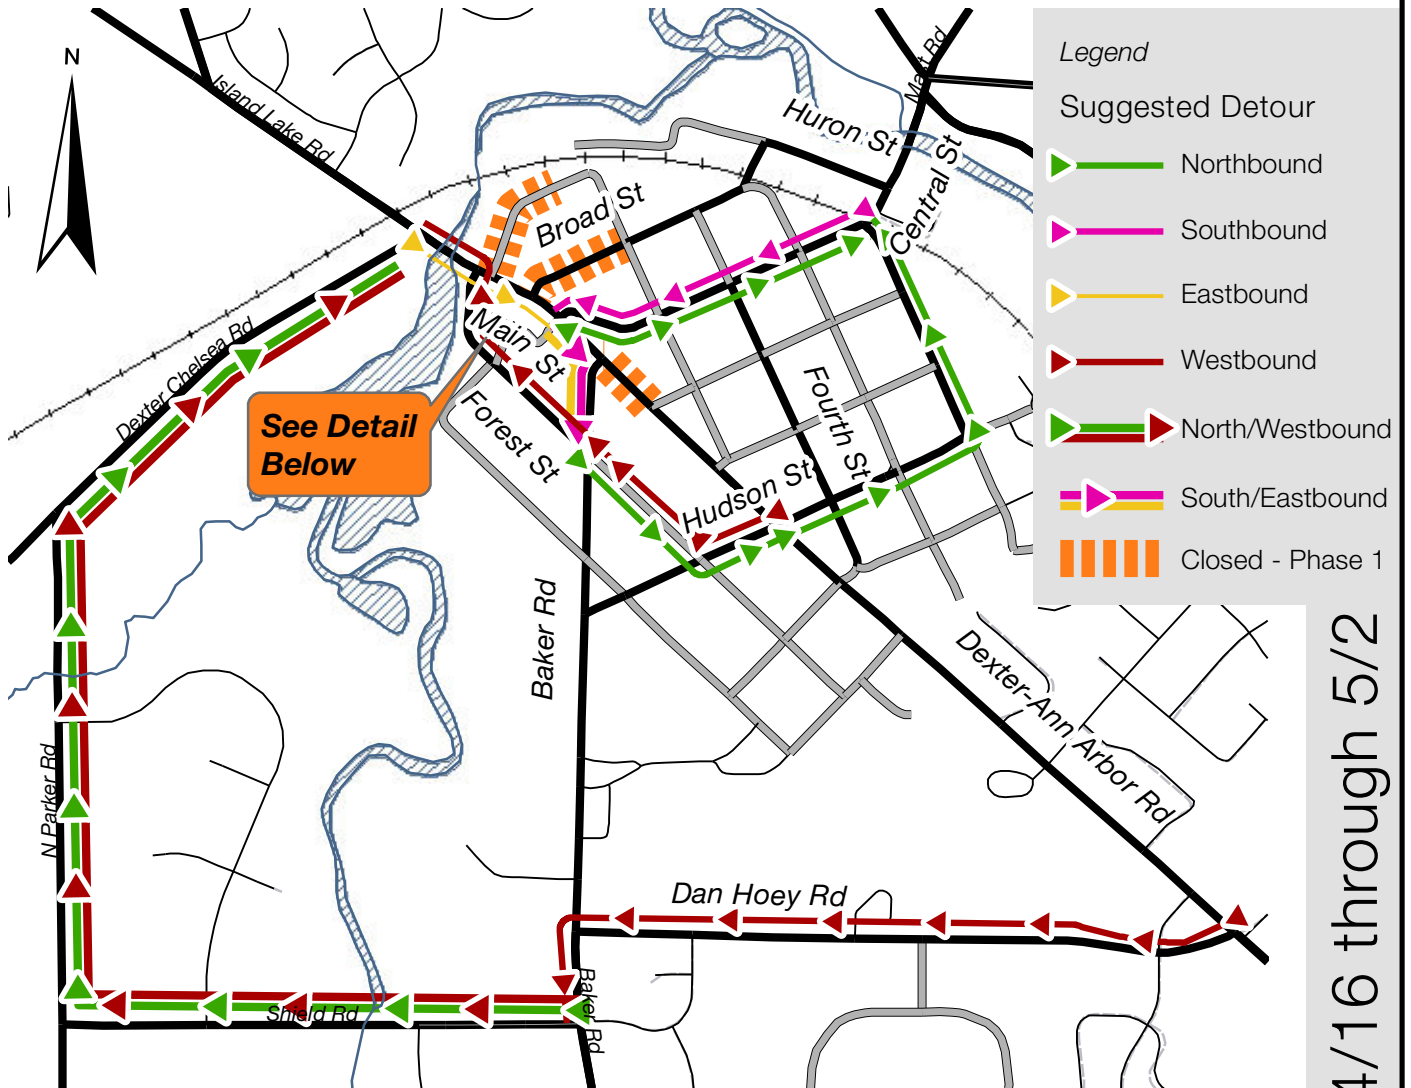 N
Island Lake Rd
Mast Rd
Huron St
Central St
Broad St
Dexter Chelsea Rd
Main St
Fourth St
Forest St
Hudson St
See Detail
Below
Baker Rd
Dexter-Ann Arbor Rd
N Parker Rd
Dan Hoey Rd
Shield Rd
Baker Rd
Legend
Suggested Detour
Northbound
Southbound
Eastbound
Westbound
North/Westbound
South/Eastbound
Closed - Phase 1
4/16 through 5/2